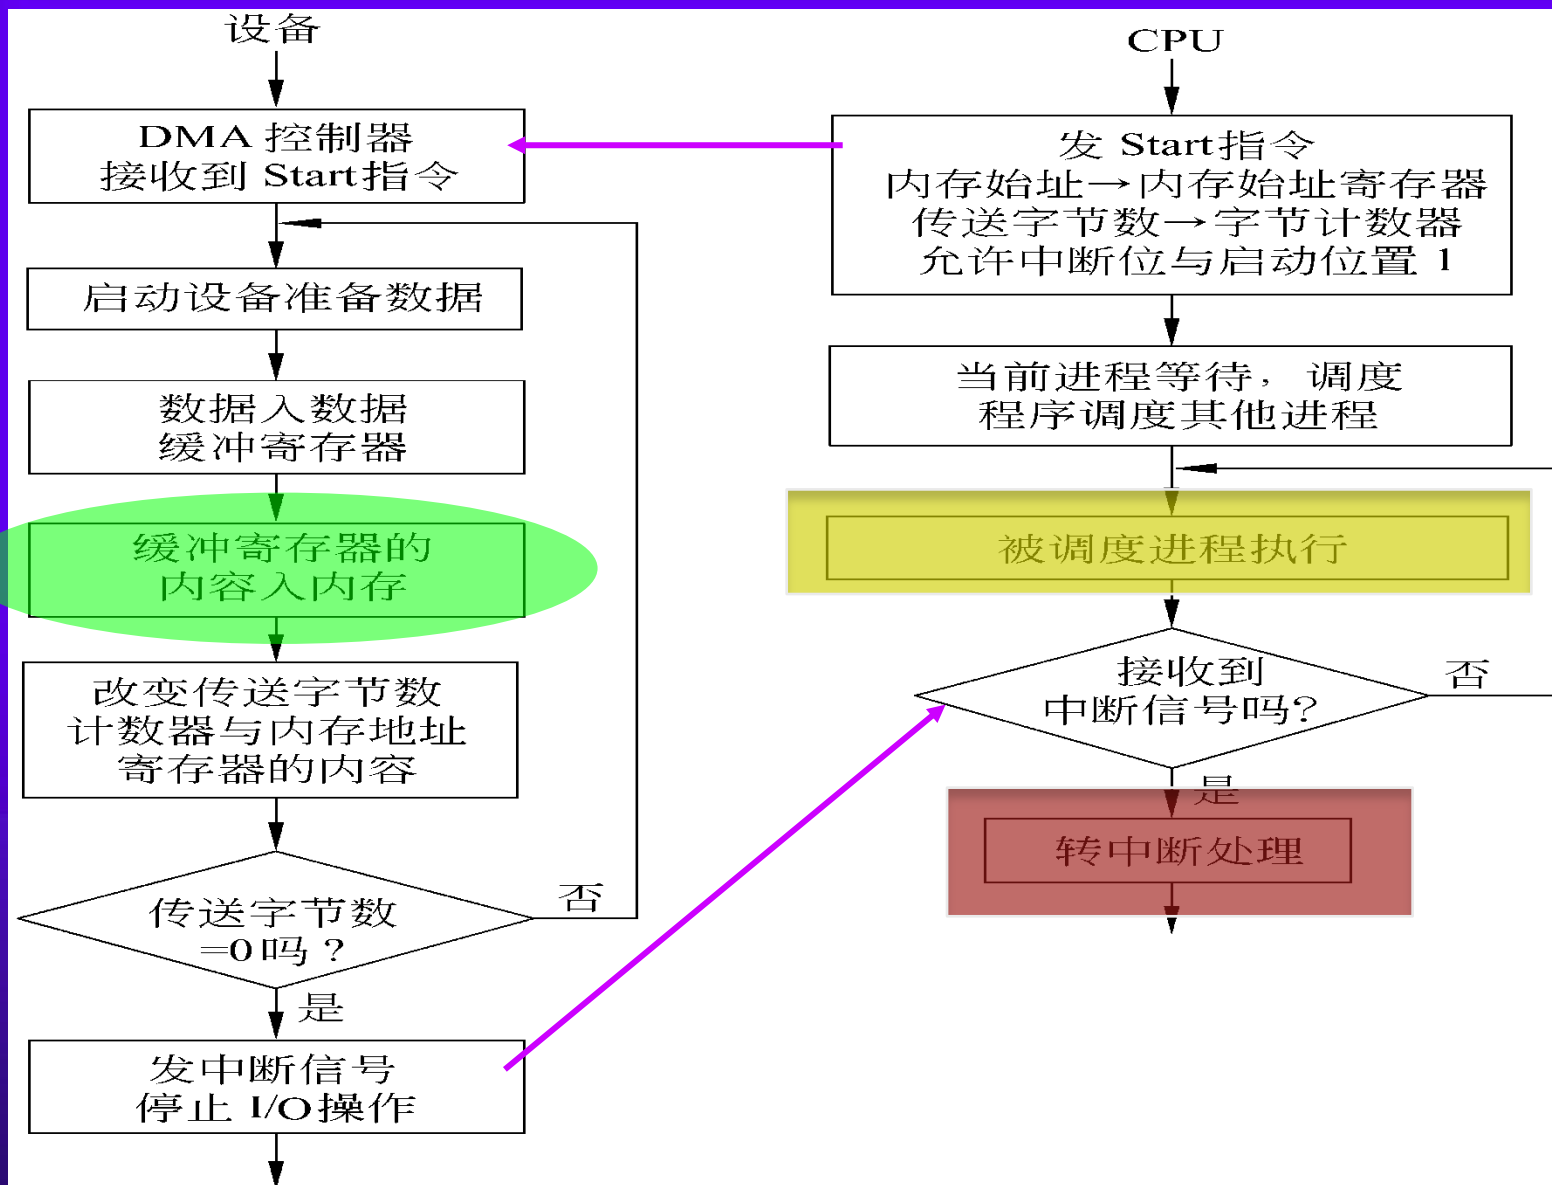 设备
DMA 控制器
接收到 Start指令
启动设备准备数据
数据入数据
缓冲寄存器
缓冲寄存器的
内容入内存
改变传送字节数
计数器与内存地址
寄存器的内容
传送字节数
=0吗？
否
是
发中断信号
停止 I/O操作
CPU
发 Start指令
内存始址→内存始址寄存器
传送字节数→字节计数器
允许中断位与启动位置 1
当前进程等待，调度
程序调度其他进程
被调度进程执行
接收到
中断信号吗?
否
是
转中断处理